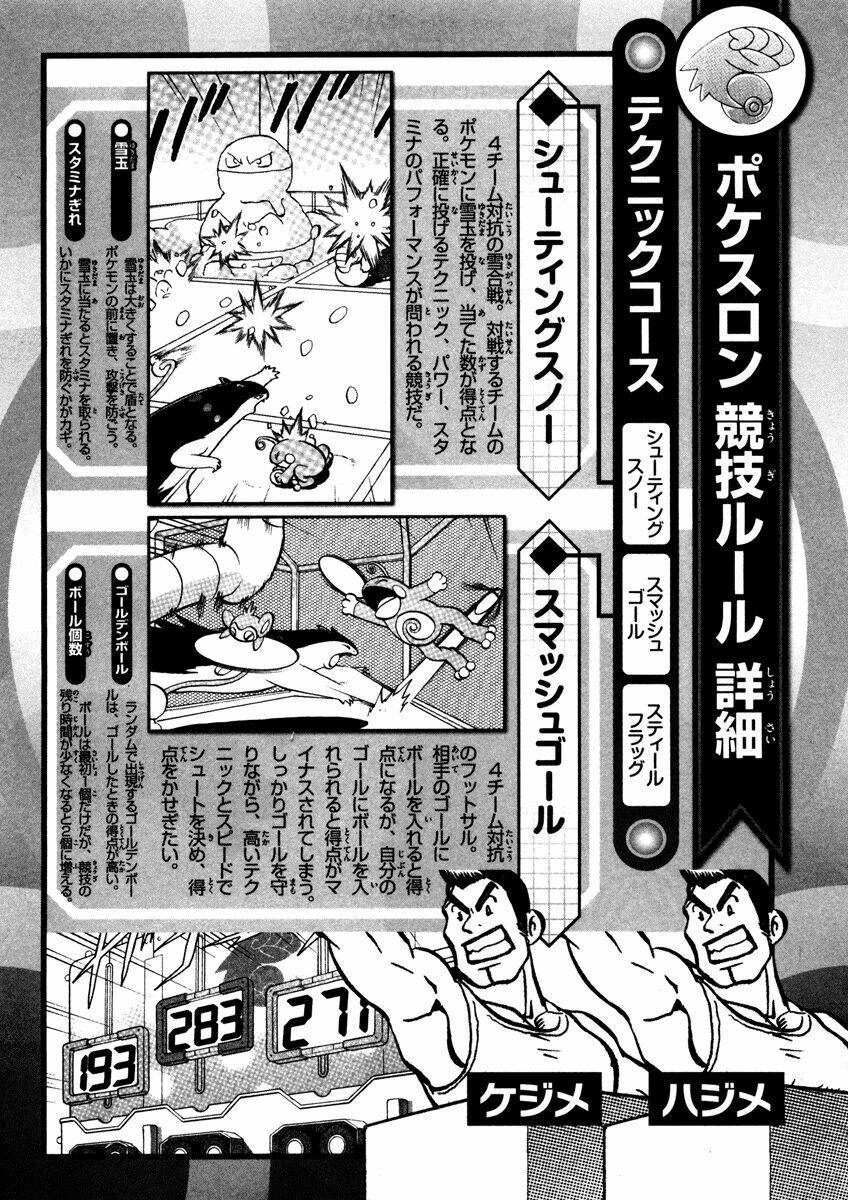 ポケスロン 競技ルール 詳細
テクニックコース
シューティング
スノー
スマッシュ
ゴール
スティール
フラッグ
◆シューティングスノー
4チーム対抗の雪合戦。対戦するチームの
ポケモンに雪玉を投げ、当てた数が得点とな
る。正確に投げるテクニック、パワー、スタ
ミナのパフォーマンスが問われる競技だ。
●雪玉
雪玉は大きくすることで盾となる。
ポケモンの前に置き、攻撃を防ごう。
●スタミナぎれ
雪玉に当たるとスタミナを取られる。
いかにスタミナぎれを防ぐかがカギ。
◆スマッシュゴール
4チーム対抗
のフットサル。
相手のゴールに
ボールを入れると得
点になるが、自分の
ゴールにボールを入
れられると得点がマ
イナスされてしまう。
しっかりゴールを守
りながら、高いテク
ニックとスピードで
シュートを決め、得
点をかせぎたい。
●ゴールデンボール
ランダムで出現するゴールデンボー
ルは、ゴールしたときの得点が高い。
●ボール個数
ボールは最初1個だけだが、競技の
残り時間が少なくなると2個に増える。
ハジメ
ケジメ
271
283
193